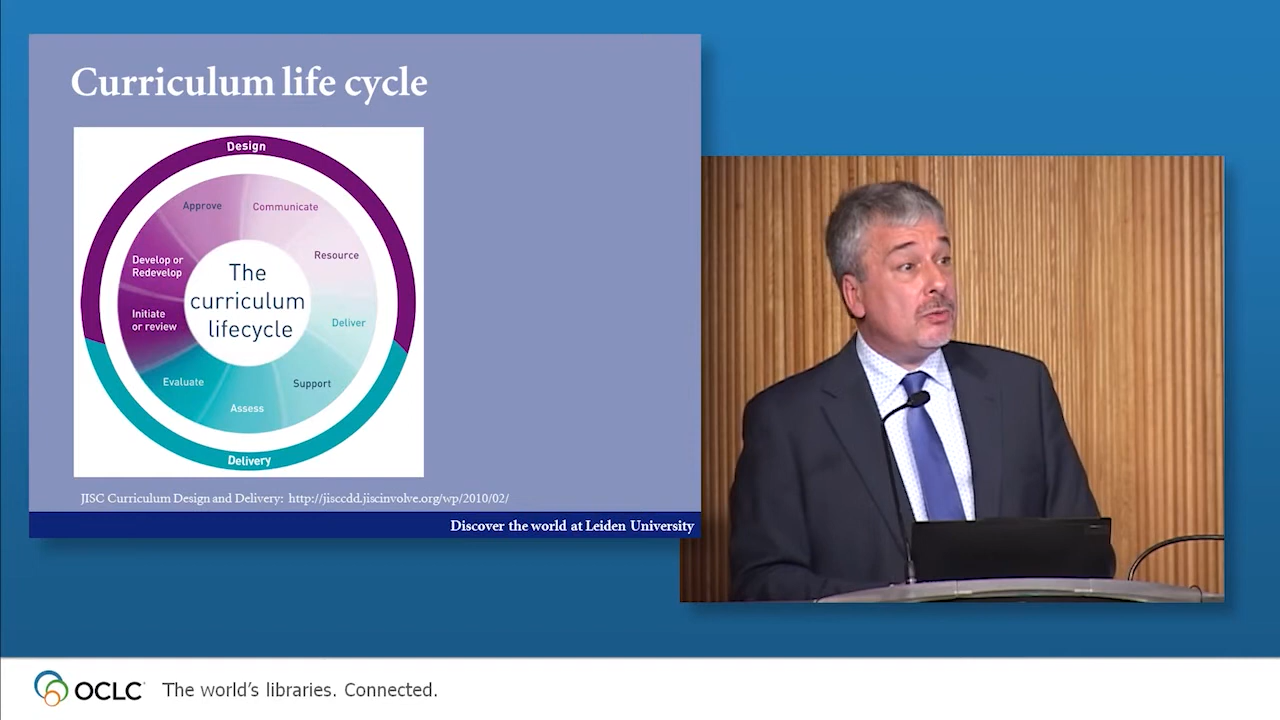 Curriculum life cycle
Design
Approve
Communicate
Develop or
Redevelop
Resource
The
curriculum
lifecycle
Initiate
or review
Deliver
Evaluate
Support
Assess
Delivery
JISC Curriculum Design and Delivery: http://jisccdd.jiscinvolve.org/wp/2010/02/
Discover the world at Leiden University
OCLC
The world's libraries. Connected.